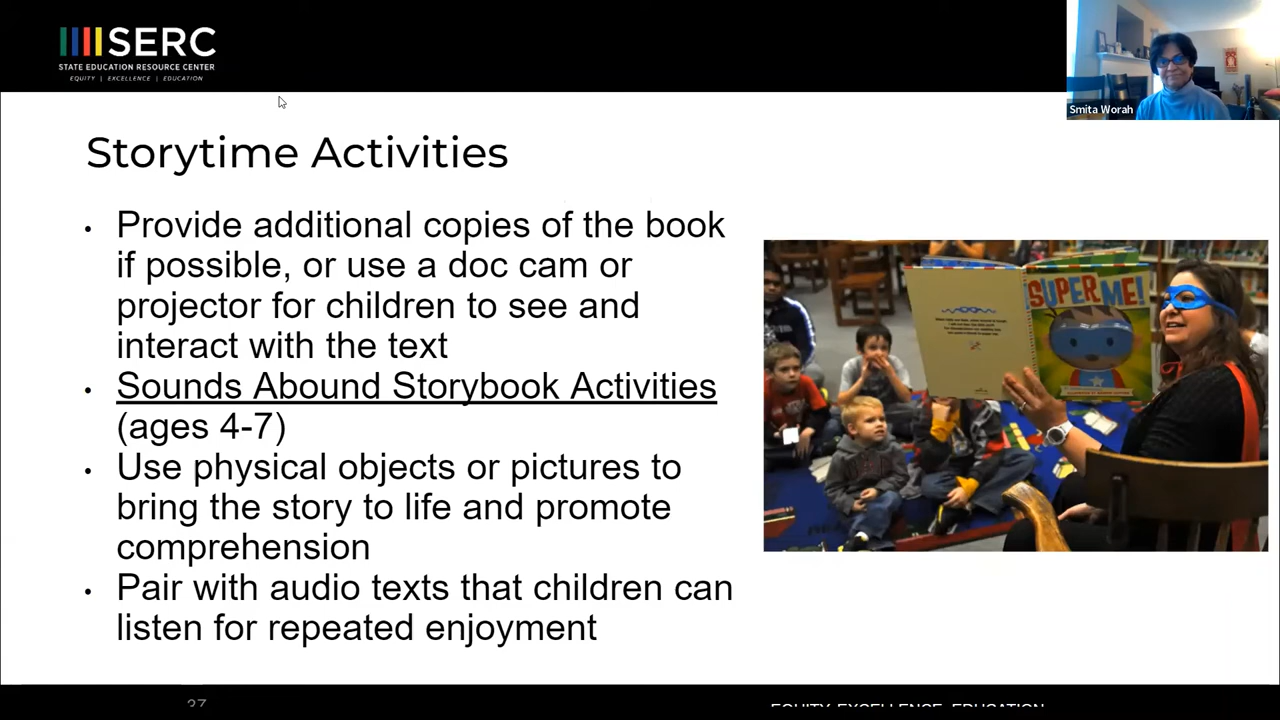 SERC
STATE EDUCATION RESOURCE CENTER
EQUITY | EXCELLENCE | EDUCATION
Smita Worah
Storytime Activities
• Provide additional copies of the book
if possible, or use a doc cam or
projector for children to see and
interact with the text
• Sounds Abound Storybook Activities
(ages 4-7)
• Use physical objects or pictures to
bring the story to life and promote
comprehension
• Pair with audio texts that children can
listen for repeated enjoyment
SUPER ME!
37
EQUITY. EXCELLENCE. EDUCATION.